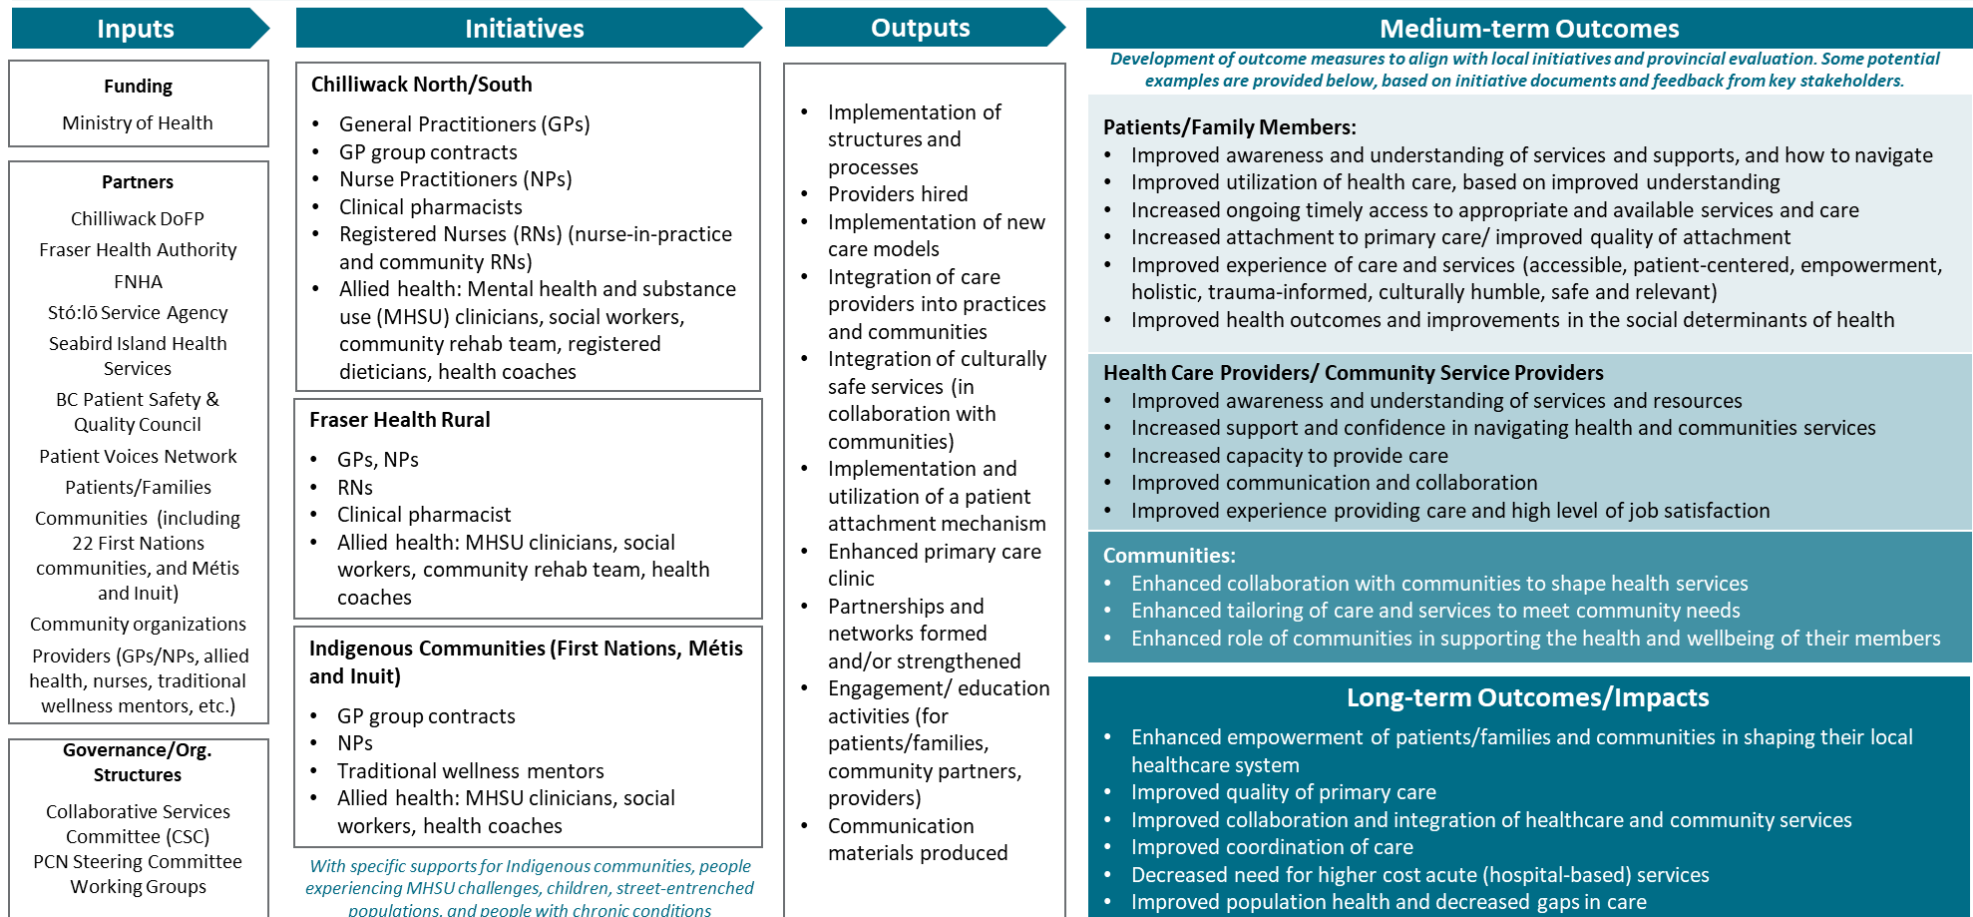 Inputs
Funding
Ministry of Health
Partners
Chilliwack DoFP
Fraser Health Authority
FNHA
Stó:lō Service Agency
Seabird Island Health
Services
BC Patient Safety &
Quality Council
Patient Voices Network
Patients/Families
Communities (including
22 First Nations
communities, and Métis
and Inuit)
Community organizations
Providers (GPs/NPs, allied
health, nurses, traditional
wellness mentors, etc.)
Governance/Org.
Structures
Collaborative Services
Committee (CSC)
PCN Steering Committee
Working Groups
Initiatives
Chilliwack North/South
• General Practitioners (GPs)
• GP group contracts
• Nurse Practitioners (NPs)
• Clinical pharmacists
• Registered Nurses (RNs) (nurse-in-practice
and community RNs)
• Allied health: Mental health and substance
use (MHSU) clinicians, social workers,
community rehab team, registered
dieticians, health coaches
Fraser Health Rural
• GPs, NPs
• RNs
• Clinical pharmacist
• Allied health: MHSU clinicians, social
workers, community rehab team, health
coaches
Indigenous Communities (First Nations, Métis
and Inuit)
• GP group contracts
• NPs
• Traditional wellness mentors
• Allied health: MHSU clinicians, social
workers, health coaches
With specific supports for Indigenous communities, people
experiencing MHSU challenges, children, street-entrenched
populations, and people with chronic conditions
Outputs
• Implementation of
structures and
processes
• Providers hired
• Implementation of new
care models
• Integration of care
providers into practices
and communities
• Integration of culturally
safe services (in
collaboration with
communities)
• Implementation and
utilization of a patient
attachment mechanism
• Enhanced primary care
clinic
• Partnerships and
networks formed
and/or strengthened
• Engagement/ education
activities (for
patients/families,
community partners,
providers)
• Communication
materials produced
Medium-term Outcomes
Development of outcome measures to align with local initiatives and provincial evaluation. Some potential
examples are provided below, based on initiative documents and feedback from key stakeholders.
Patients/Family Members:
• Improved awareness and understanding of services and supports, and how to navigate
• Improved utilization of health care, based on improved understanding
• Increased ongoing timely access to appropriate and available services and care
• Increased attachment to primary care/ improved quality of attachment
• Improved experience of care and services (accessible, patient-centered, empowerment,
holistic, trauma-informed, culturally humble, safe and relevant)
• Improved health outcomes and improvements in the social determinants of health
Health Care Providers/ Community Service Providers
• Improved awareness and understanding of services and resources
• Increased support and confidence in navigating health and communities services
• Increased capacity to provide care
• Improved communication and collaboration
• Improved experience providing care and high level of job satisfaction
Communities:
• Enhanced collaboration with communities to shape health services
• Enhanced tailoring of care and services to meet community needs
• Enhanced role of communities in supporting the health and wellbeing of their members
Long-term Outcomes/Impacts
• Enhanced empowerment of patients/families and communities in shaping their local
healthcare system
• Improved quality of primary care
• Improved collaboration and integration of healthcare and community services
• Improved coordination of care
• Decreased need for higher cost acute (hospital-based) services
• Improved population health and decreased gaps in care